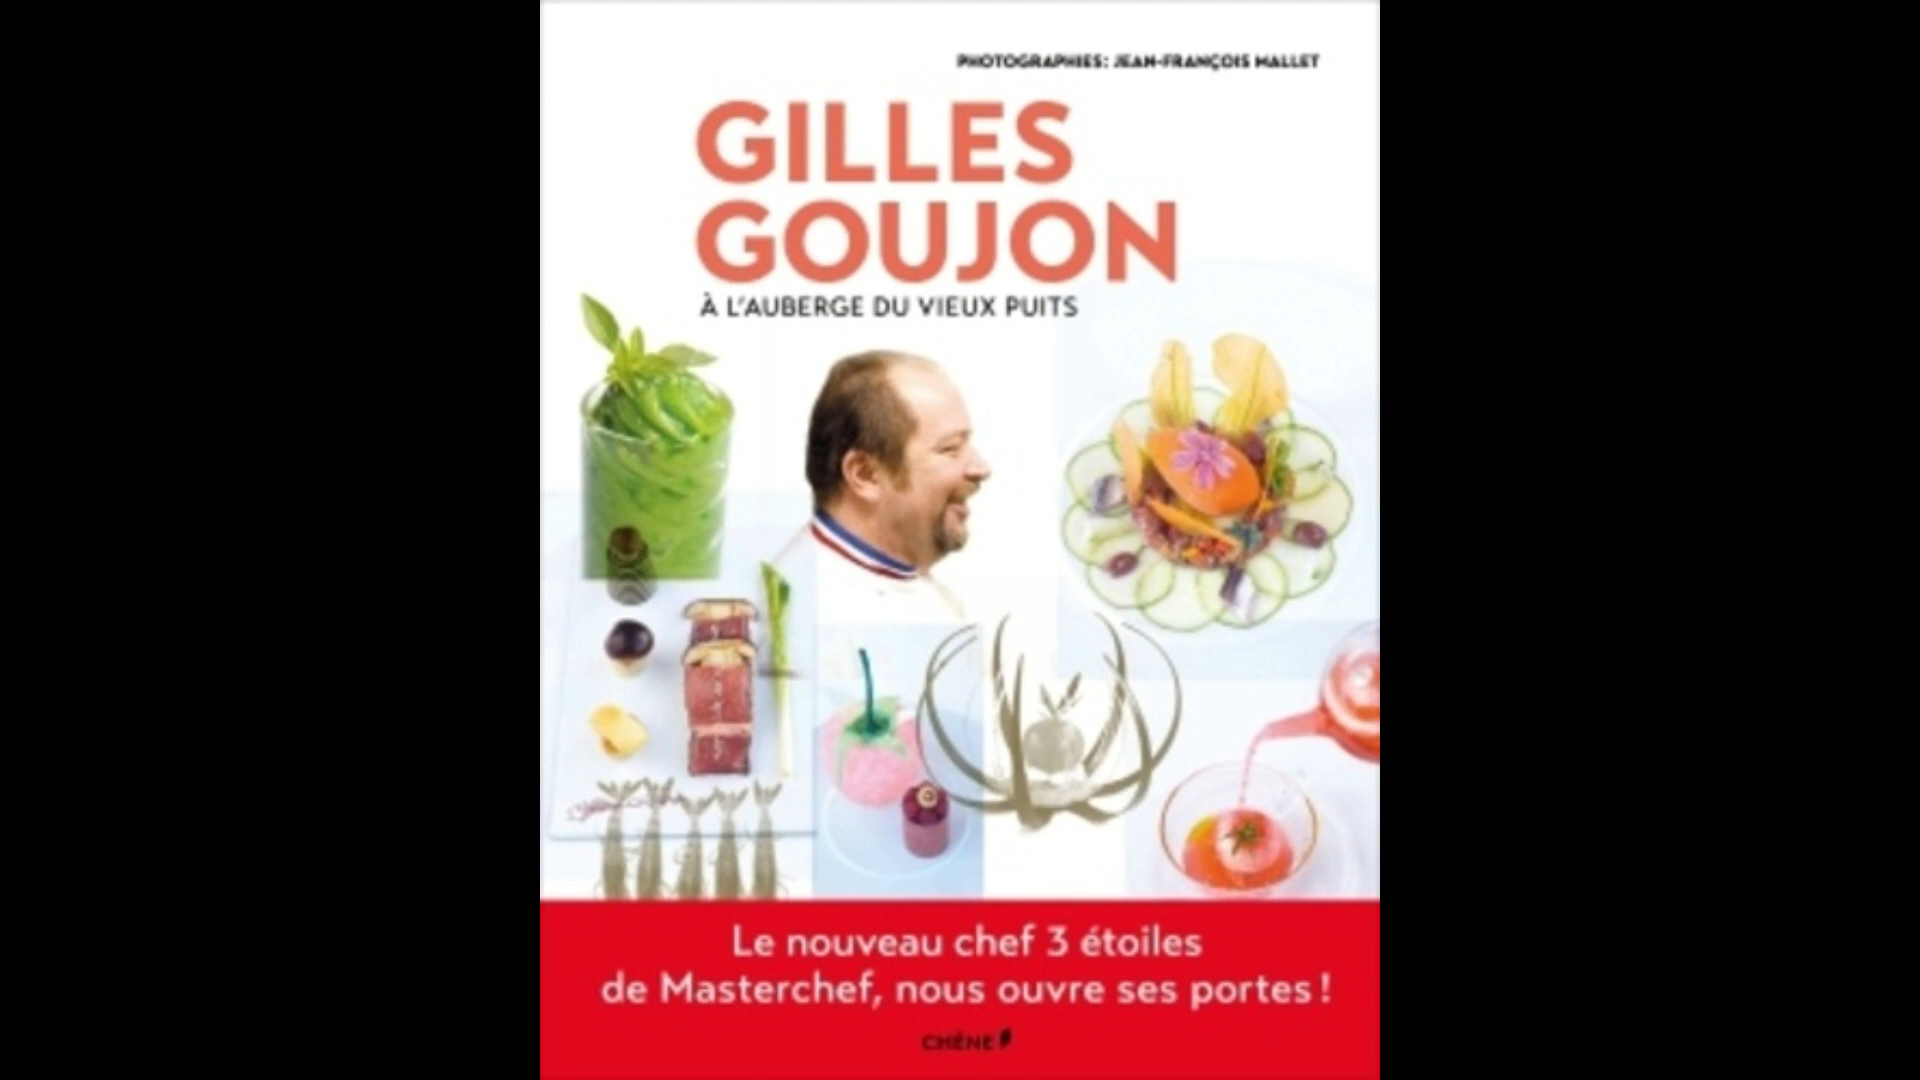 PHOTOGRAPHIES: JEAN-FRANÇOIS MALLET
GILLES
GOUJON
À L'AUBERGE DU VIEUX PUITS
Le nouveau chef 3 étoiles
de Masterchef, nous ouvre ses portes !
CHÊNE